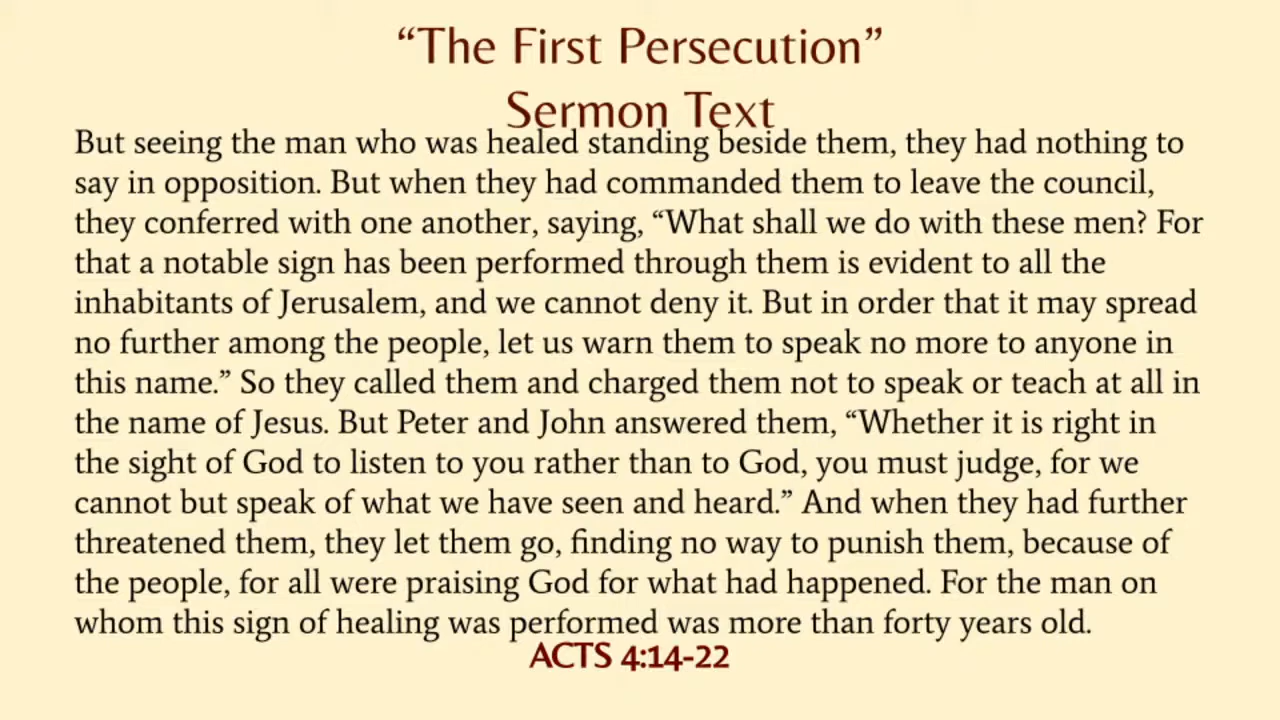 “The First Persecution”
Sermon Text
But seeing the man who was healed standing beside them, they had nothing to
say in opposition. But when they had commanded them to leave the council,
they conferred with one another, saying, “What shall we do with these men? For
that a notable sign has been performed through them is evident to all the
inhabitants of Jerusalem, and we cannot deny it. But in order that it may spread
no further among the people, let us warn them to speak no more to anyone in
this name.” So they called them and charged them not to speak or teach at all in
the name of Jesus. But Peter and John answered them, “Whether it is right in
the sight of God to listen to you rather than to God, you must judge, for we
cannot but speak of what we have seen and heard.” And when they had further
threatened them, they let them go, finding no way to punish them, because of
the people, for all were praising God for what had happened. For the man on
whom this sign of healing was performed was more than forty years old.
ACTS 4:14-22